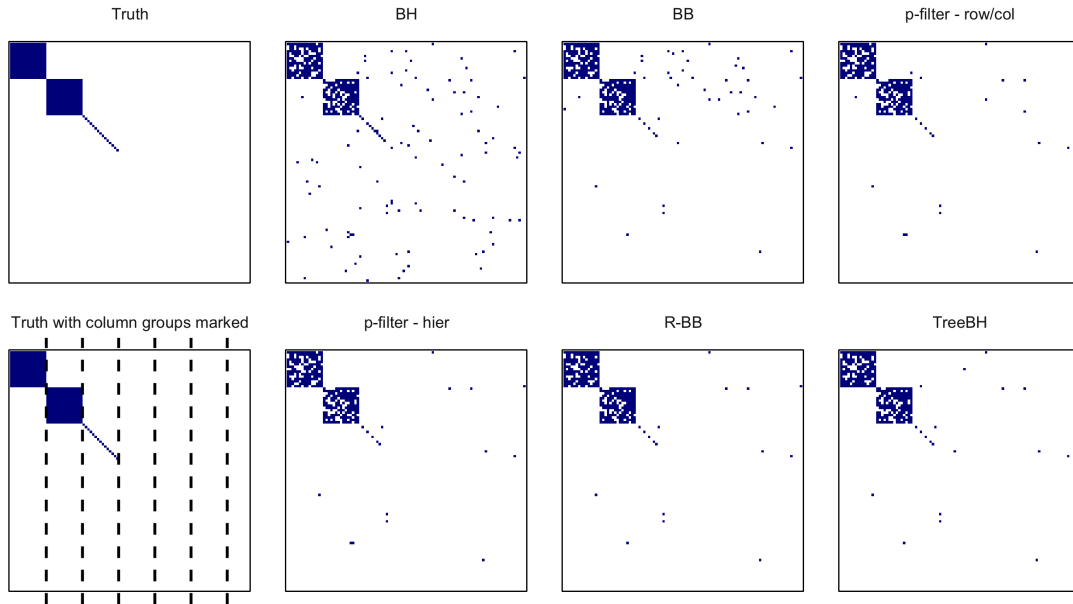 Truth
BH
BB
p-filter - row/col
Truth with column groups marked
p-filter - hier
R-BB
TreeBH